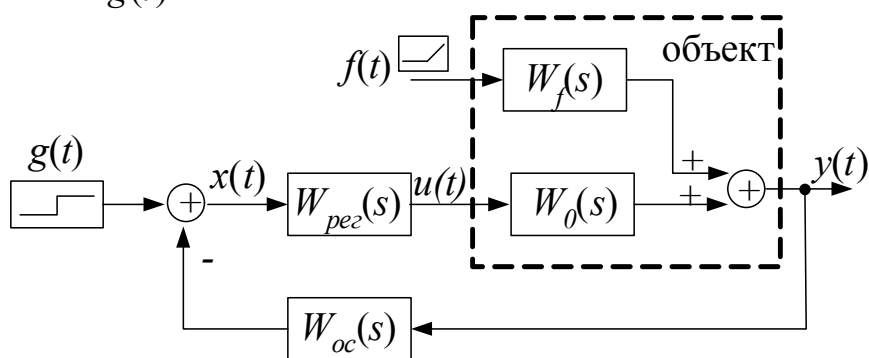 g(t)
объект
f(t)
W_f(s)
g(t)
x(t)
W_рег(s)
u(t)
W_0(s)
+
+
+
+
y(t)
-
W_ос(s)